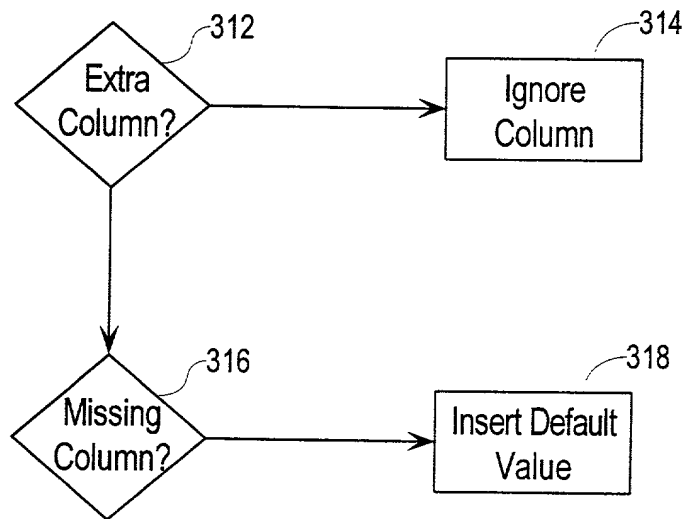 312
Extra
Column?
314
Ignore
Column
316
Missing
Column?
318
Insert Default
Value